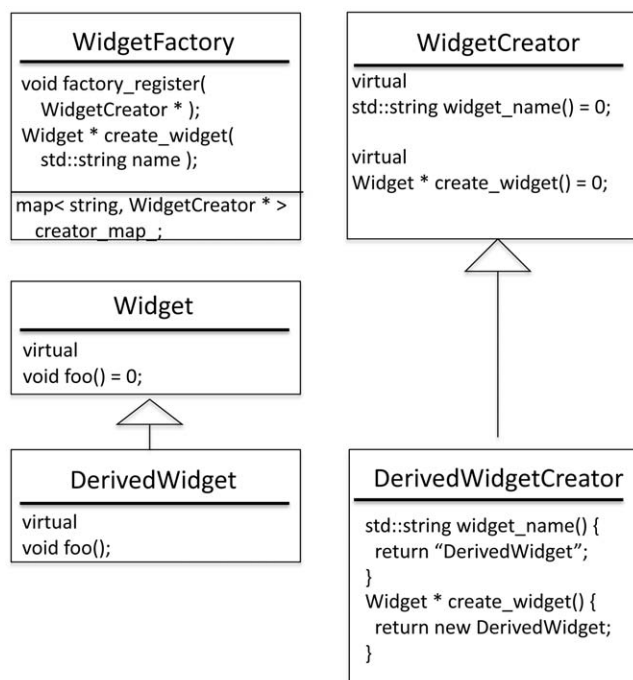 WidgetFactory
void factory_register(
WidgetCreator * );
Widget * create_widget(
std::string name );
map< string, WidgetCreator * >
creator_map_;
WidgetCreator
virtual
std::string widget_name() = 0;
virtual
Widget * create_widget() = 0;
Widget
virtual
void foo() = 0;
DerivedWidget
virtual
void foo();
DerivedWidgetCreator
std::string widget_name() {
return “DerivedWidget”;
}
Widget * create_widget() {
return new DerivedWidget;
}